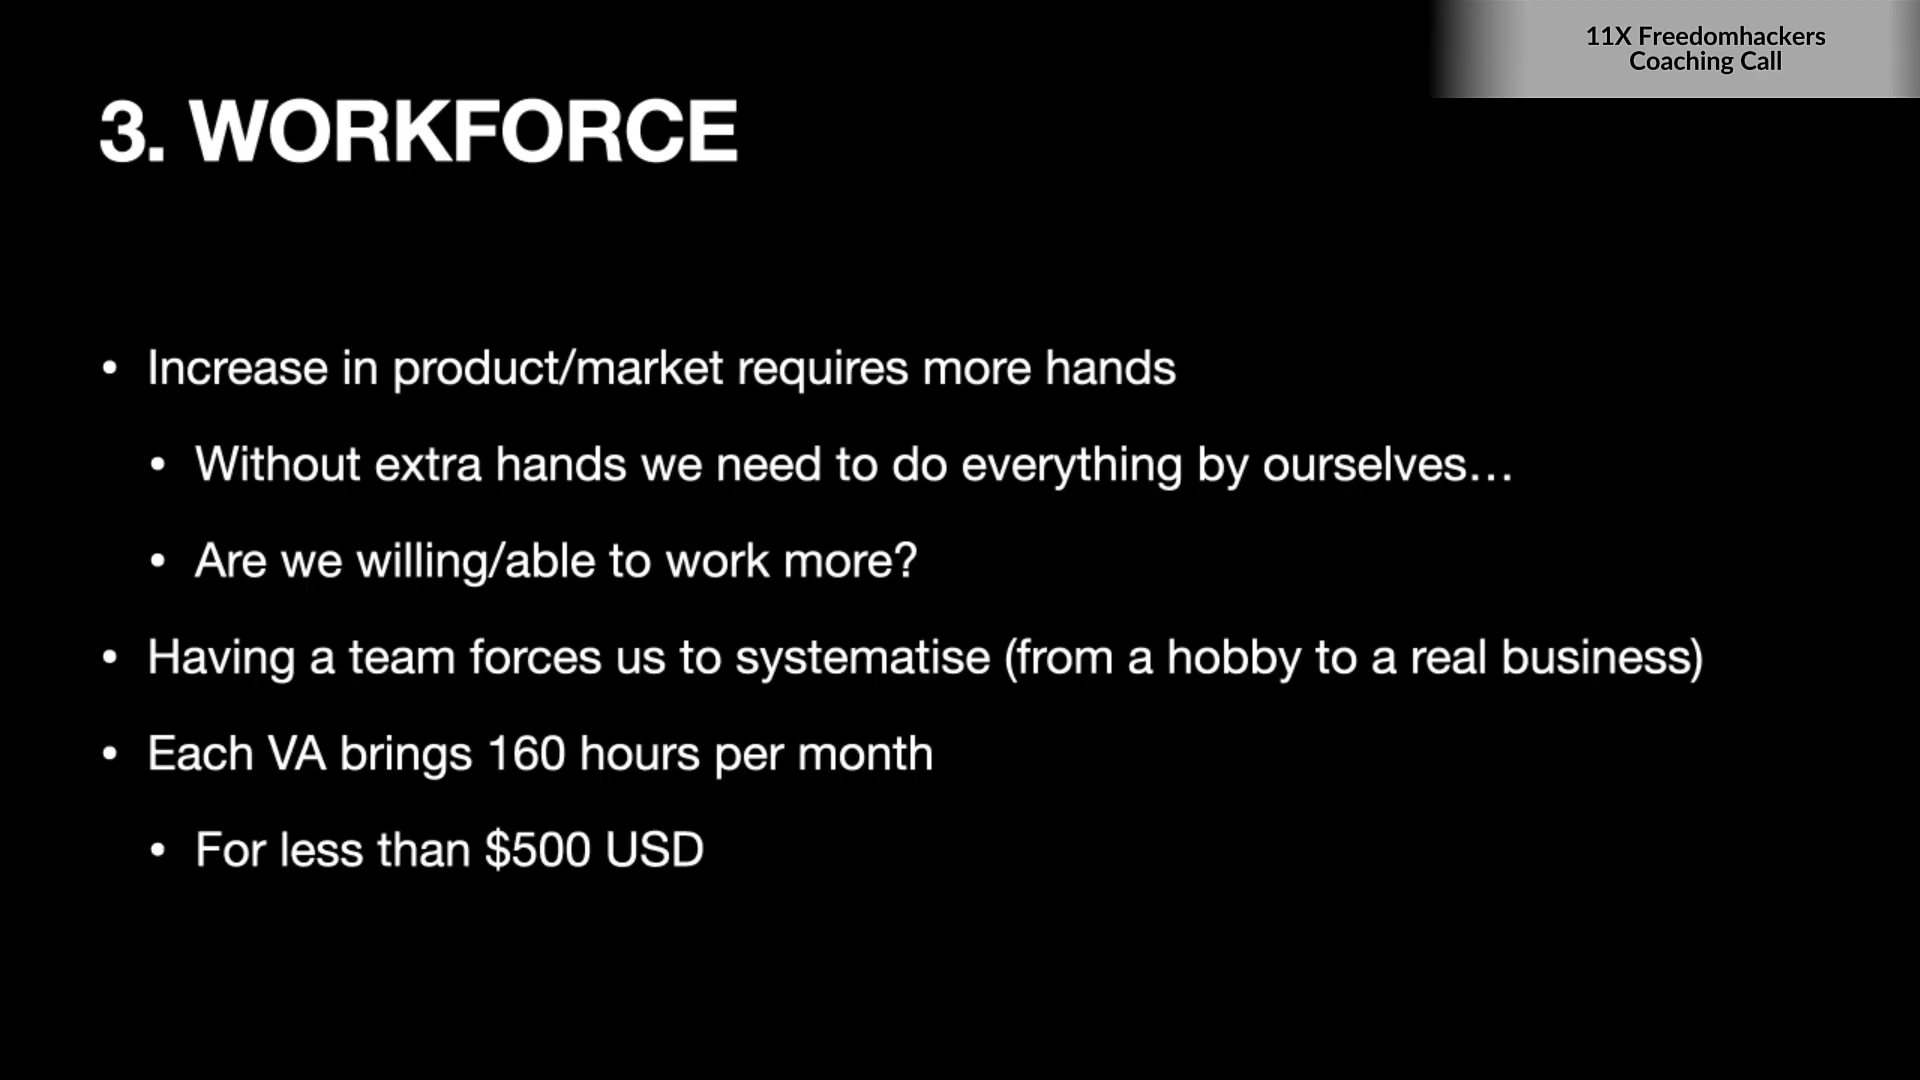 11X Freedomhackers
Coaching Call
3. WORKFORCE
• Increase in product/market requires more hands
• Without extra hands we need to do everything by ourselves…
• Are we willing/able to work more?
• Having a team forces us to systematise (from a hobby to a real business)
• Each VA brings 160 hours per month
• For less than $500 USD